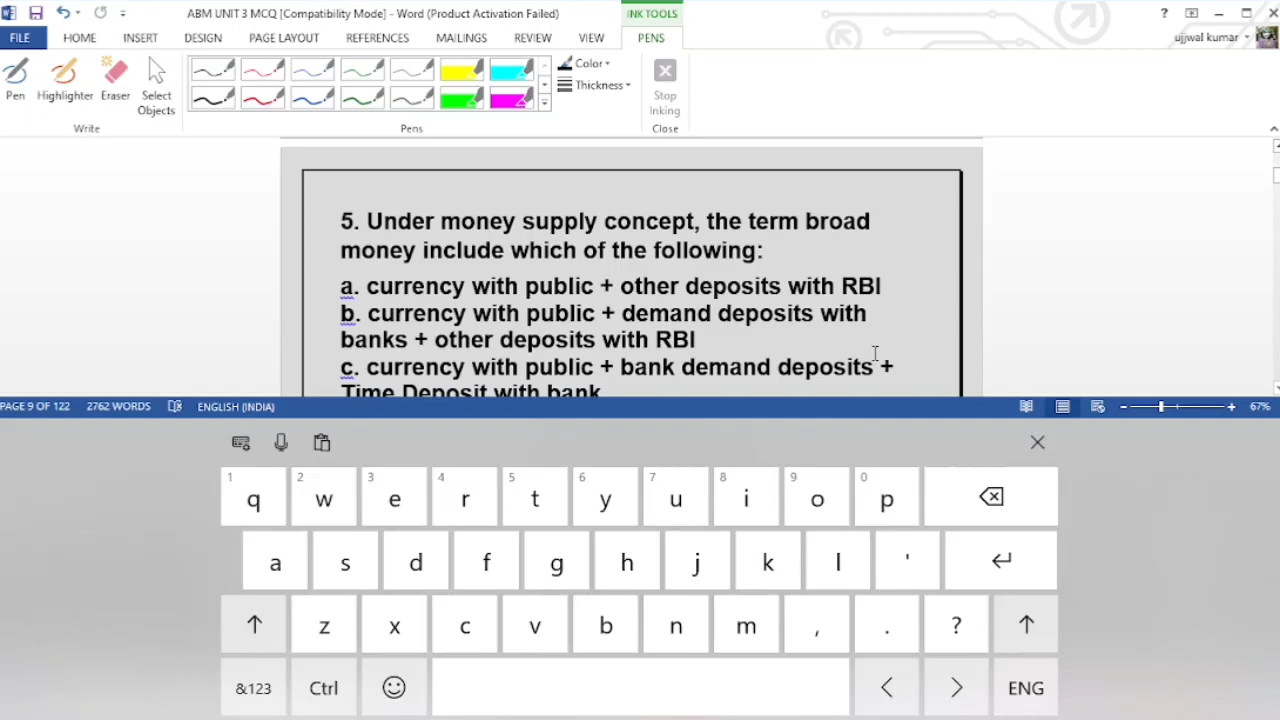 ABM UNIT 3 MCQ [Compatibility Mode] - Word (Product Activation Failed)
INK TOOLS
?
FILE HOME INSERT DESIGN PAGE LAYOUT REFERENCES MAILINGS REVIEW VIEW PENS
ujjwal kumar
Pen Highlighter Eraser Select Objects
Color
Thickness
Stop Inking
Write Pens Close
5. Under money supply concept, the term broad
money include which of the following:
a. currency with public + other deposits with RBI
b. currency with public + demand deposits with
banks + other deposits with RBI
c. currency with public + bank demand deposits +
Time Deposit with bank
PAGE 9 OF 122 2762 WORDS ENGLISH (INDIA) 67%
1 2 3 4 5 6 7 8 9 0
q w e r t y u i o p
a s d f g h j k l '
z x c v b n m , . ?
&123 Ctrl ENG